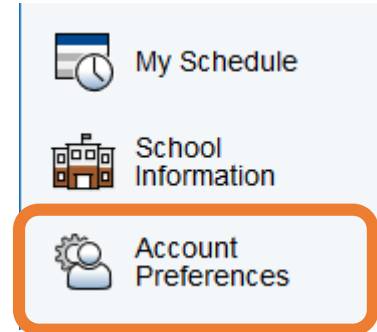 My Schedule
School
Information
Account
Preferences